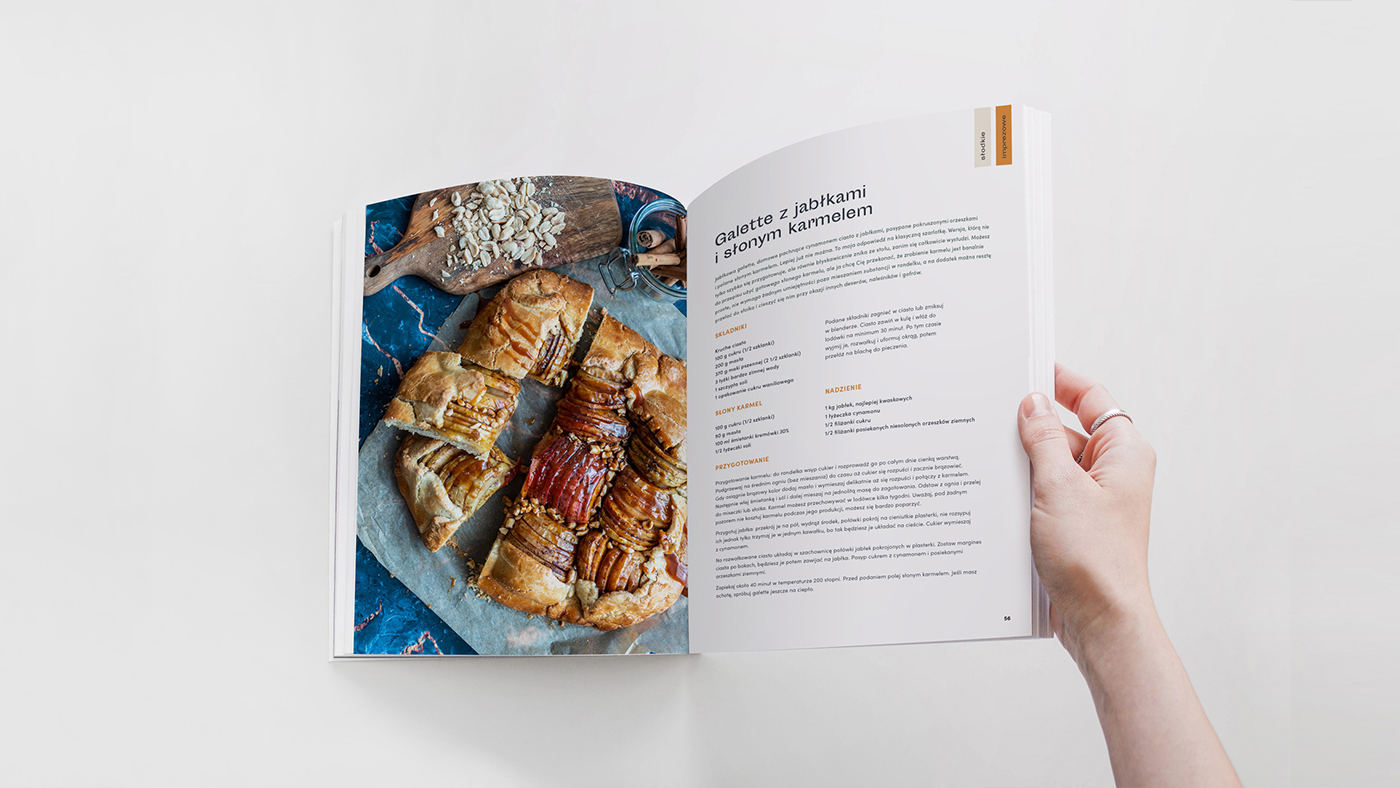 słodkie
imprezowe
Galette z jabłkami
i słonym karmelem
Jabłkowa galette, domowe pachnące cynamonem ciasto z jabłkami, posypane pokruszonymi orzeszkami
i polane słonym karmelem. Lepiej już nie można. To moja odpowiedź na klasyczną szarlotkę. Wersja, którą nie
tylko szybko się przygotowuje, ale równie błyskawicznie znika ze stołu, zanim się całkowicie wystudzi. Możesz
do przepisu użyć gotowego słonego karmelu, ale ja chcę Cię przekonać, że zrobienie karmelu jest banalnie
proste, nie wymaga żadnym umiejętności poza mieszaniem substancji w rondelku, a na dodatek można resztę
przelać do słoika i cieszyć się nim przy okazji innych deserów, naleśników i gofrów.
SKŁADNIKI
Kruche ciasto
100 g cukru (1/2 szklanki)
200 g masła
370 g mąki pszennej (2 1/2 szklanki)
3 łyżki bardzo zimnej wody
1 szczypta soli
1 opakowanie cukru waniliowego
SŁONY KARMEL
100 g cukru (1/2 szklanki)
50 g masła
100 ml śmietanki kremówki 30%
1/2 łyżeczki soli
Podane składniki zagnieć w ciasto lub zmiksuj
w blenderze. Ciasto zawiń w kulę i włóż do
lodówki na minimum 30 minut. Po tym czasie
wyjmij je, rozwałkuj i uformuj okrąg, potem
przełóż na blachę do pieczenia.
NADZIENIE
1 kg jabłek, najlepiej kwaskowych
1 łyżeczka cynamonu
1/2 filiżanki cukru
1/2 filiżanki posiekanych niesolonych orzeszków ziemnych
PRZYGOTOWANIE
Przygotowanie karmelu: do rondelka wsyp cukier i rozprowadź go po całym dnie cienką warstwą.
Podgrzewaj na średnim ogniu (bez mieszania) do czasu aż cukier się rozpuści i zacznie brązowieć.
Gdy osiągnie brązowy kolor dodaj masło i wymieszaj delikatnie aż się rozpuści i połączy z karmelem.
Następnie wlej śmietankę i sól i dalej mieszaj na jednolitą masę do zagotowania. Odstaw z ognia i przelej
do miseczki lub słoika. Karmel możesz przechowywać w lodówce kilka tygodni. Uważaj, pod żadnym
pozorem nie kosztuj karmelu podczas jego produkcji, możesz się bardzo poparzyć.
Przygotuj jabłka: przekrój je na pół, wydrąż środek, połówki pokrój na cieniutkie plasterki, nie rozsypuj
ich jednak tylko trzymaj je w jednym kawałku, bo tak będziesz je układać na cieście. Cukier wymieszaj
z cynamonem.
Na rozwałkowane ciasto układaj w szachownicę połówki jabłek pokrojonych w plasterki. Zostaw margines
ciasta po bokach, będziesz je potem zawijać na jabłka. Posyp cukrem z cynamonem i posiekanymi
orzeszkami ziemnymi.
Zapiekaj około 40 minut w temperaturze 200 stopni. Przed podaniem polej słonym karmelem. Jeśli masz
ochotę, spróbuj galette jeszcze na ciepło.
56